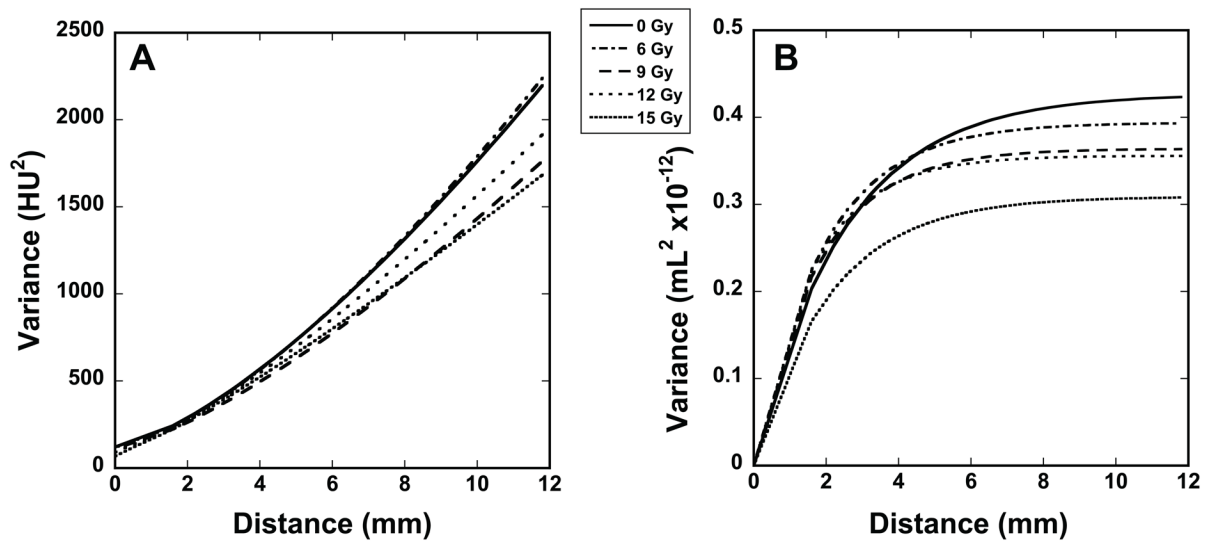 A
Variance (HU²)
2500
2000
1500
1000
500
0
0 2 4 6 8 10 12
Distance (mm)
0 Gy
6 Gy
9 Gy
12 Gy
15 Gy
B
Variance (mL² x10⁻¹²)
0.5
0.4
0.3
0.2
0.1
0
0 2 4 6 8 10 12
Distance (mm)